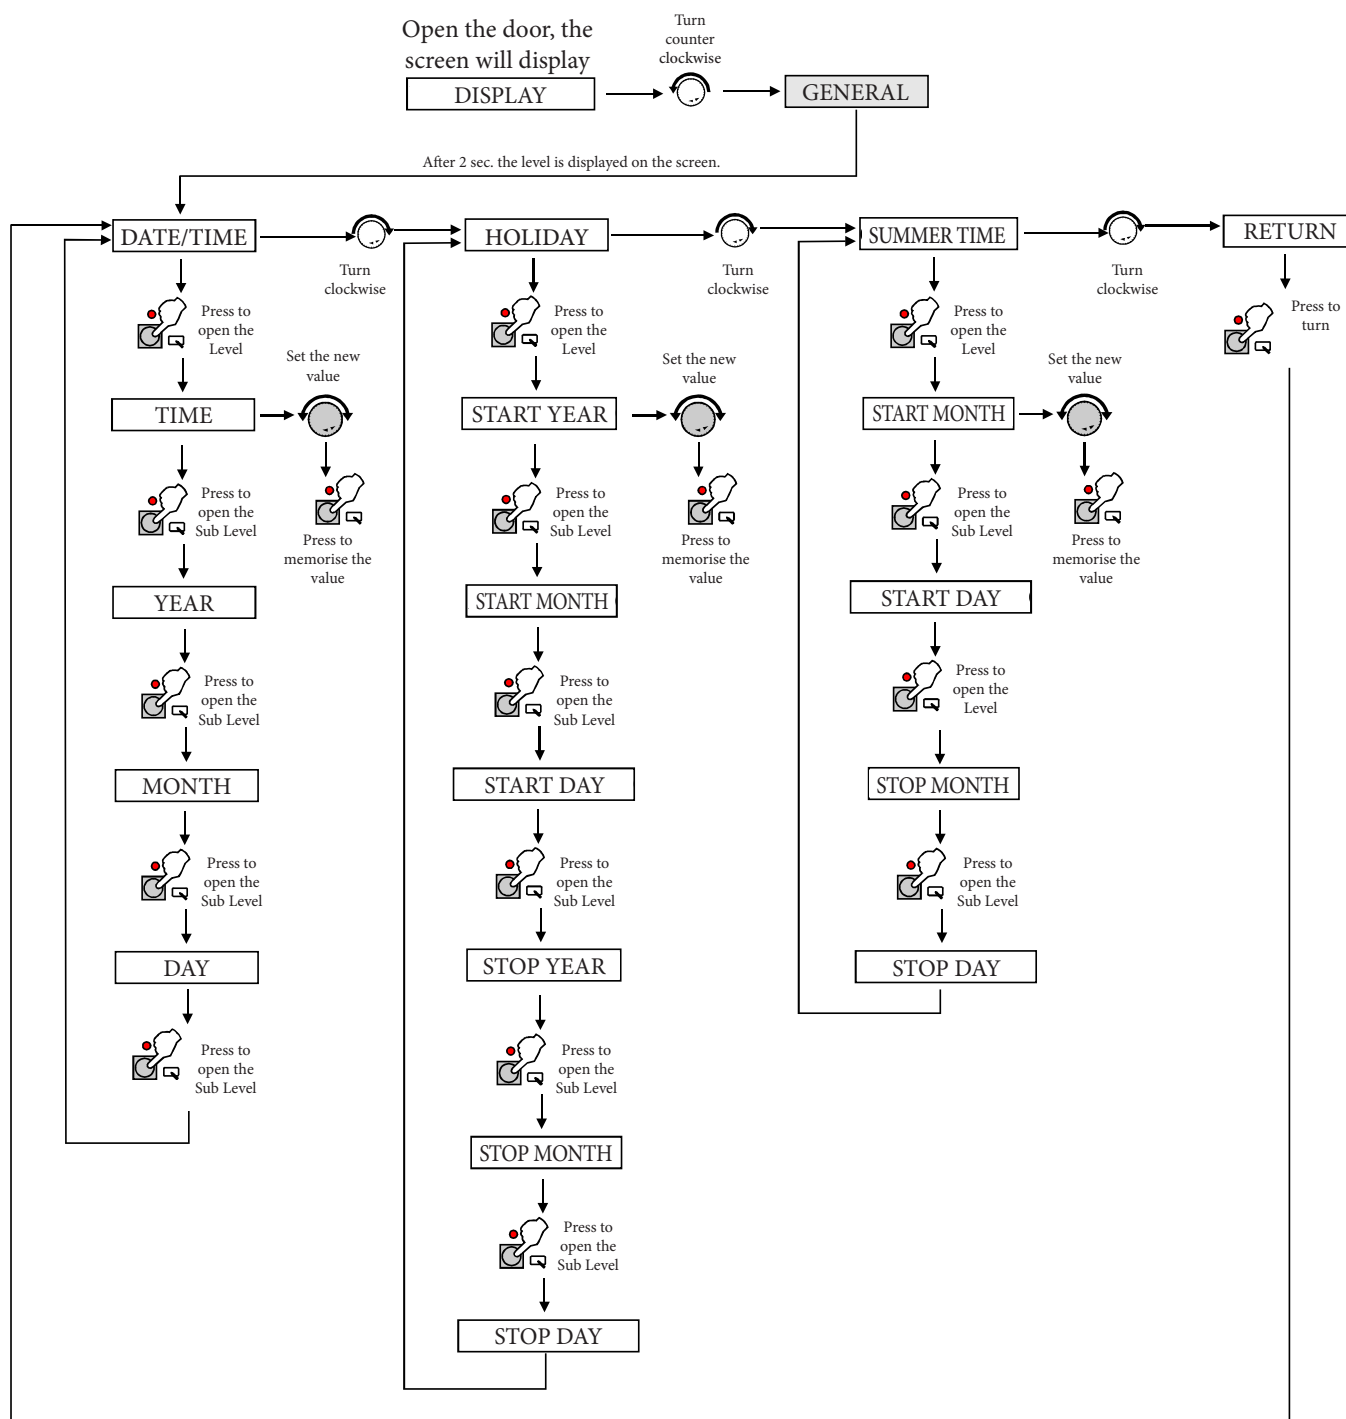 Open the door, the
screen will display
Turn
counter
clockwise
DISPLAY
GENERAL
After 2 sec. the level is displayed on the screen.
DATE/TIME
Turn
clockwise
HOLIDAY
Turn
clockwise
SUMMER TIME
Turn
clockwise
RETURN
Press to
open the
Level
Set the new
value
TIME
Press to
open the
Sub Level
Press to
memorise the
value
YEAR
Press to
open the
Sub Level
MONTH
Press to
open the
Sub Level
DAY
Press to
open the
Sub Level
Press to
open the
Level
Set the new
value
START YEAR
Press to
open the
Sub Level
Press to
memorise the
value
START MONTH
Press to
open the
Sub Level
START DAY
Press to
open the
Sub Level
STOP YEAR
Press to
open the
Sub Level
STOP MONTH
Press to
open the
Sub Level
STOP DAY
Press to
open the
Level
Set the new
value
START MONTH
Press to
open the
Sub Level
Press to
memorise the
value
START DAY
Press to
open the
Level
STOP MONTH
Press to
open the
Sub Level
STOP DAY
Press to
turn